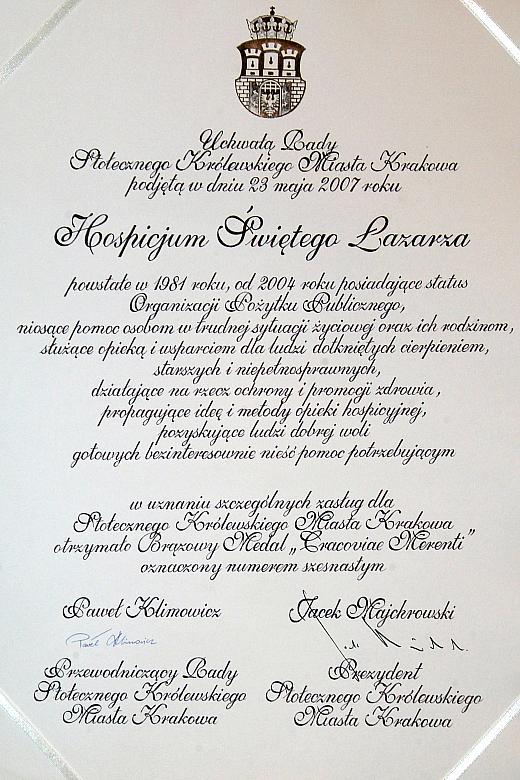 Uchwałą Rady
Stołecznego Królewskiego Miasta Krakowa
podjętą w dniu 23 maja 2007 roku
Hospicjum Świętego Łazarza
powstałe w 1981 roku, od 2004 roku posiadające status
Organizacji Pożytku Publicznego,
niosące pomoc osobom w trudnej sytuacji życiowej oraz ich rodzinom,
służące opieką i wsparciem dla ludzi dotkniętych cierpieniem,
starszych i niepełnosprawnych,
działające na rzecz ochrony i promocji zdrowia,
propagujące ideę i metody opieki hospicyjnej,
pozyskujące ludzi dobrej woli
gotowych bezinteresownie nieść pomoc potrzebującym
w uznaniu szczególnych zasług dla
Stołecznego Królewskiego Miasta Krakowa
otrzymało Brązowy Medal „Cracoviae Merenti”
oznaczony numerem szesnastym
Paweł Klimowicz Jacek Majchrowski
Paweł Klimowicz
Przewodniczący Rady Prezydent
Stołecznego Królewskiego Stołecznego Królewskiego
Miasta Krakowa Miasta Krakowa